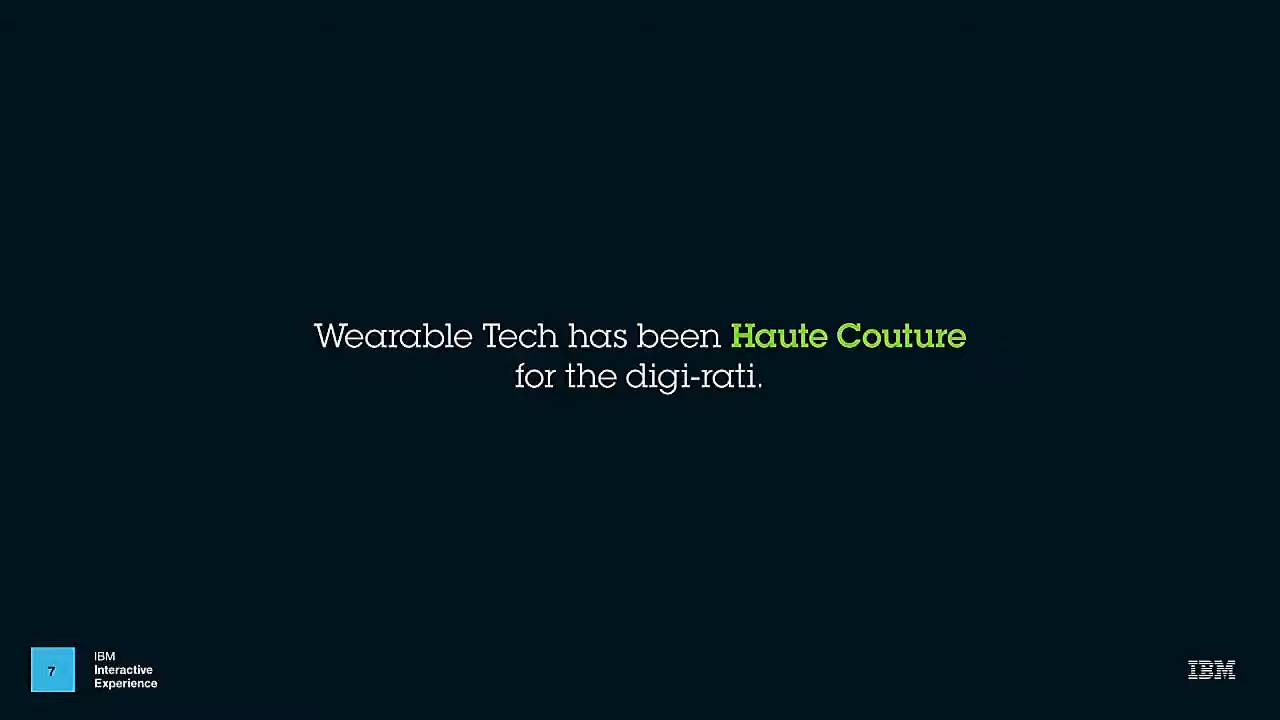 Wearable Tech has been Haute Couture
for the digi-rati.
7
IBM
Interactive
Experience
IBM